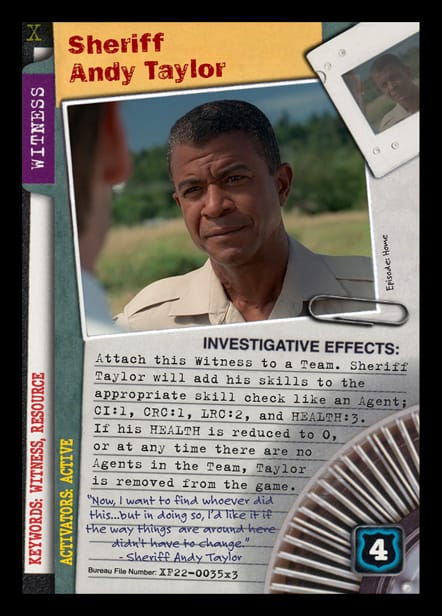 X
Sheriff
Andy Taylor
WITNESS
Episode: Home
KEYWORDS: WITNESS, RESOURCE
ACTIVATORS: ACTIVE
INVESTIGATIVE EFFECTS:
Attach this Witness to a Team. Sheriff
Taylor will add his skills to the
appropriate skill check like an Agent;
CI:1, CRC:1, LRC:2, and HEALTH:3.
If his HEALTH is reduced to 0,
or at any time there are no
Agents in the Team, Taylor
is removed from the game.
"Now, I want to find whoever did
this...but in doing so, I'd like it if
the way things are around here
didn't have to change."
- Sheriff Andy Taylor
Bureau File Number: XF22-0035x3
4